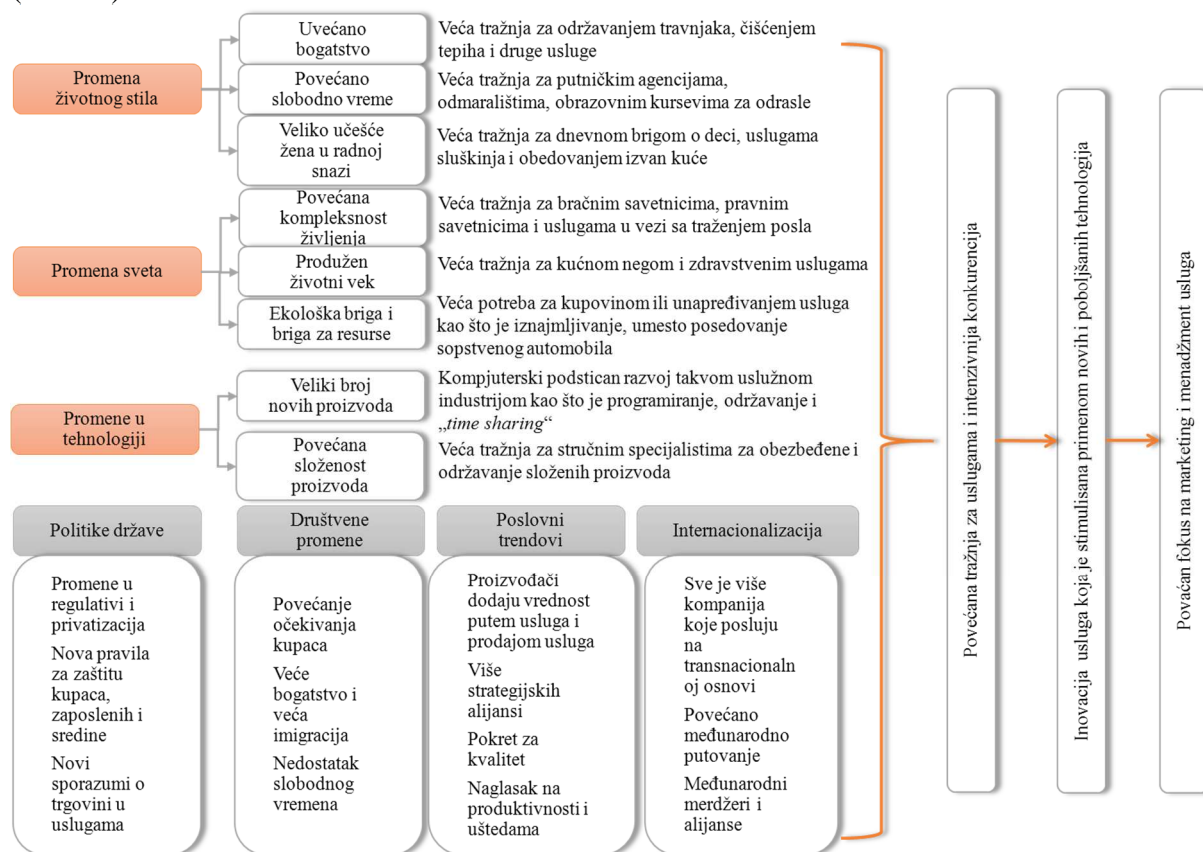 Promena
životnog stila
Uvećano
bogatstvo
Veća tražnja za održavanjem travnjaka, čišćenjem
tepiha i druge usluge
Povećano
slobodno vreme
Veća tražnja za putničkim agencijama,
odmaralištima, obrazovnim kursevima za odrasle
Veliko učešće
žena u radnoj
snazi
Veća tražnja za dnevnom brigom o deci, uslugama
sluškinja i obedovanjem izvan kuće
Promena sveta
Povećana
kompleksnost
življenja
Veća tražnja za bračnim savetnicima, pravnim
savetnicima i uslugama u vezi sa traženjem posla
Produžen
životni vek
Veća tražnja za kućnom negom i zdravstvenim uslugama
Ekološka briga i
briga za resurse
Veća potreba za kupovinom ili unapređivanjem usluga
kao što je iznajmljivanje, umesto posedovanje
sopstvenog automobila
Promene u
tehnologiji
Veliki broj
novih proizvoda
Kompjuterski podstican razvoj takvom uslužnom
industrijom kao što je programiranje, održavanje i
„time sharing“
Povećana
složenost
proizvoda
Veća tražnja za stručnim specijalistima za obezbeđene i
održavanje složenih proizvoda
Politike države
Promene u
regulativi i
privatizacija
Nova pravila
za zaštitu
kupaca,
zaposlenih i
sredine
Novi
sporazumi o
trgovini u
uslugama
Društvene
promene
Povećanje
očekivanja
kupaca
Veće
bogatstvo i
veća
imigracija
Nedostatak
slobodnog
vremena
Poslovni
trendovi
Proizvođači
dodaju vrednost
putem usluga i
prodajom usluga
Više
strategijskih
alijansi
Pokret za
kvalitet
Naglasak na
produktivnosti i
uštedama
Internacionalizacija
Sve je više
kompanija
koje posluju
na
transnacionaln
oj osnovi
Povećano
međunarodno
putovanje
Međunarodni
merdžeri i
alijanse
Povećana tražnja za uslugama i intenzivnija konkurencija
Inovacija usluga koja je stimulisana primenom novih i poboljšanih tehnologija
Povaćan fokus na marketing i menadžment usluga